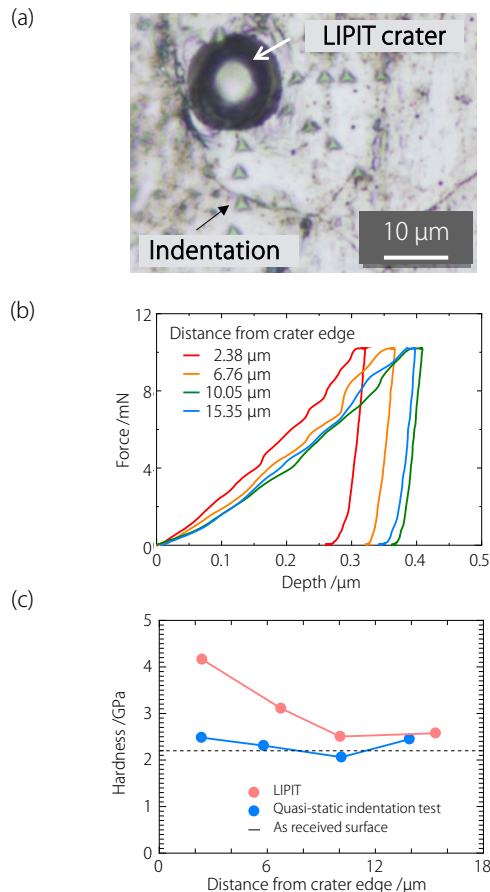 (a)
LIPIT crater
Indentation
10 µm
(b)
12
8
4
0
Force /mN
Distance from crater edge
2.38 µm
6.76 µm
10.05 µm
15.35 µm
0
0.1
0.2
0.3
0.4
0.5
Depth /µm
(c)
5
4
3
2
1
0
Hardness /GPa
LIPIT
Quasi-static indentation test
As received surface
0
6
12
18
Distance from crater edge /µm